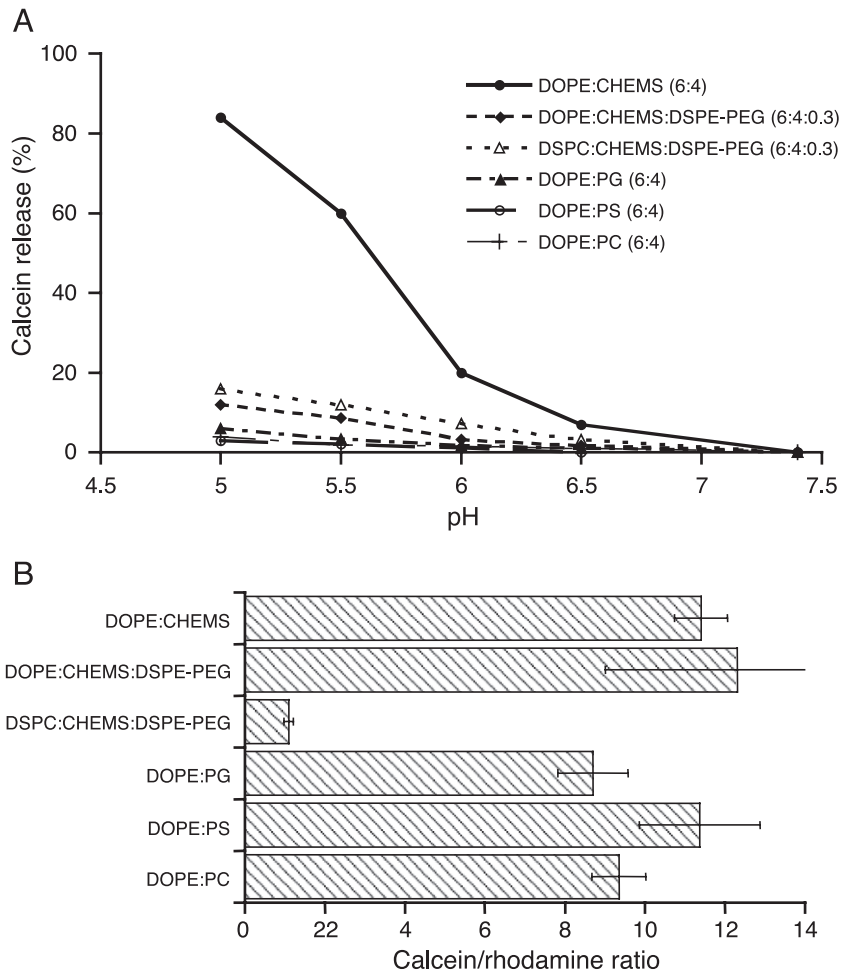 A
100
80
60
40
20
0
Calcein release (%)
4.5 5 5.5 6 6.5 7 7.5
pH
DOPE:CHEMS (6:4)
DOPE:CHEMS:DSPE-PEG (6:4:0.3)
DSPC:CHEMS:DSPE-PEG (6:4:0.3)
DOPE:PG (6:4)
DOPE:PS (6:4)
DOPE:PC (6:4)
B
DOPE:CHEMS
DOPE:CHEMS:DSPE-PEG
DSPC:CHEMS:DSPE-PEG
DOPE:PG
DOPE:PS
DOPE:PC
0 22 4 6 8 10 12 14
Calcein/rhodamine ratio